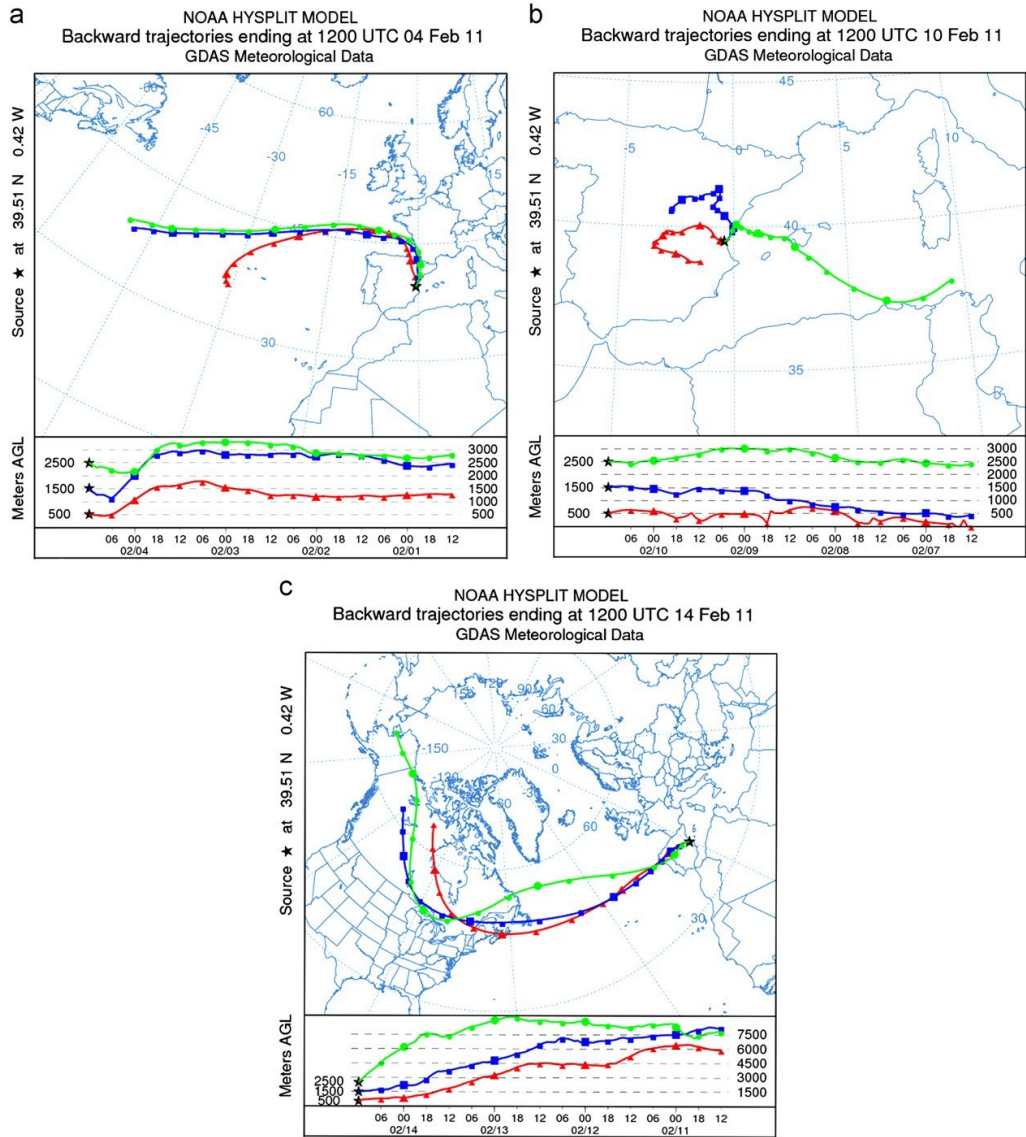 a
NOAA HYSPLIT MODEL
Backward trajectories ending at 1200 UTC 04 Feb 11
GDAS Meteorological Data
Source ★ at 39.51 N 0.42 W
-60
-60
-45
-30
-15
0
15
-45
45
30
Meters AGL
2500
1500
500
3000
2500
2000
1500
1000
500
06 00 18 12 06 00 18 12 06 00 18 12 06 00 18 12
02/04 02/03 02/02 02/01
b
NOAA HYSPLIT MODEL
Backward trajectories ending at 1200 UTC 10 Feb 11
GDAS Meteorological Data
Source ★ at 39.51 N 0.42 W
45
-5
0
5
10
40
40
35
Meters AGL
2500
1500
500
3000
2500
2000
1500
1000
500
06 00 18 12 06 00 18 12 06 00 18 12 06 00 18 12
02/10 02/09 02/08 02/07
c
NOAA HYSPLIT MODEL
Backward trajectories ending at 1200 UTC 14 Feb 11
GDAS Meteorological Data
Source ★ at 39.51 N 0.42 W
90
60
30
0
-150
60
30
Meters AGL
2500
1500
500
7500
6000
4500
3000
1500
06 00 18 12 06 00 18 12 06 00 18 12 06 00 18 12
02/14 02/13 02/12 02/11